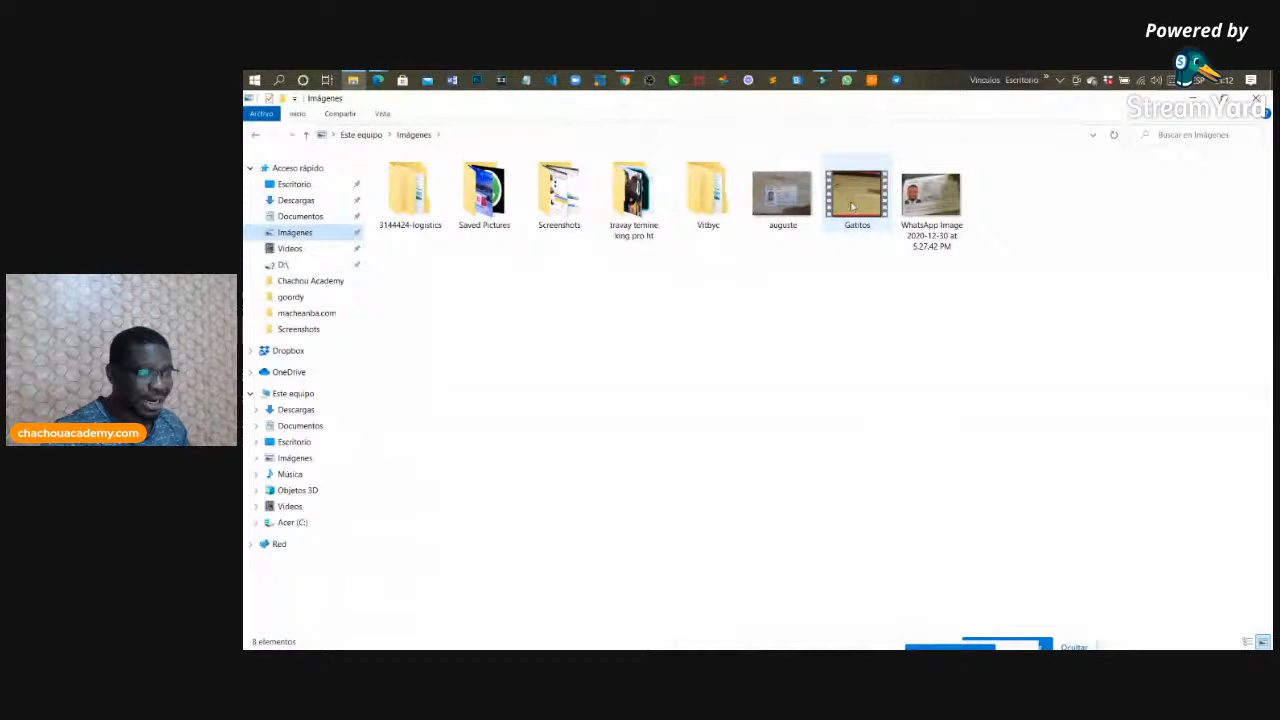 Powered by
StreamYard
Vínculos Escritorio
Imágenes
Archivo Inicio Compartir Vista
Este equipo > Imágenes >
Buscar en Imágenes
Acceso rápido
Escritorio
Descargas
Documentos
Imágenes
Vídeos
D:\
Chachou Academy
goordy
macheanba.com
Screenshots
Dropbox
OneDrive
Este equipo
Descargas
Documentos
Escritorio
Imágenes
Música
Objetos 3D
Vídeos
Acer (C:)
Red
3144424-logistics
Saved Pictures
Screenshots
travay temine
king pro ht
Vitbyc
auguste
Gatitos
WhatsApp Image
2020-12-30 at
5.27.42 PM
chachouacademy.com
8 elementos
Ocultar